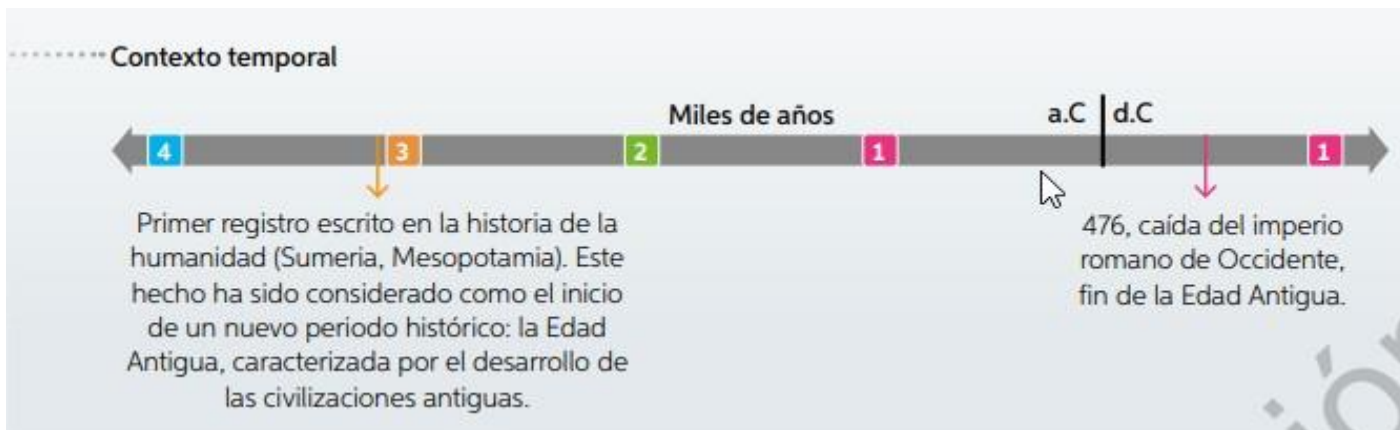 Contexto temporal
Miles de años
a.C d.C
4 3 2 1 1
Primer registro escrito en la historia de la
humanidad (Sumeria, Mesopotamia). Este
hecho ha sido considerado como el inicio
de un nuevo periodo histórico: la Edad
Antigua, caracterizada por el desarrollo de
las civilizaciones antiguas.
476, caída del imperio
romano de Occidente,
fin de la Edad Antigua.
ión